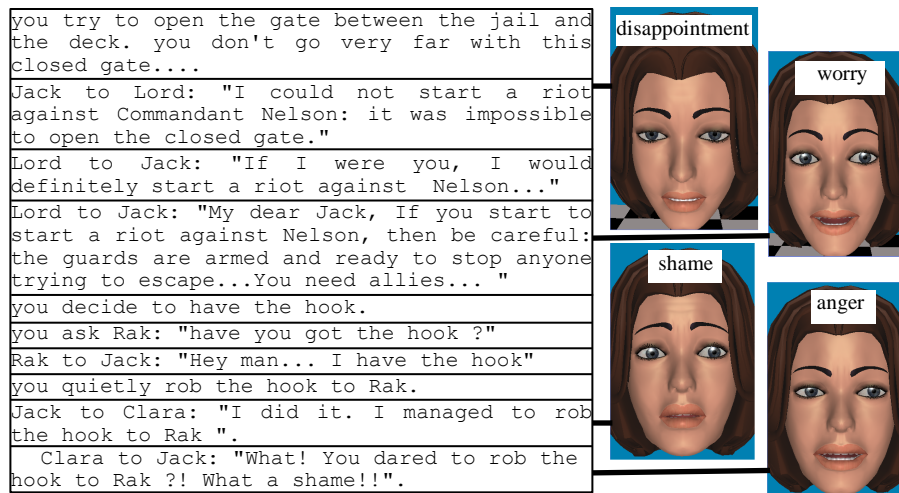 you try to open the gate between the jail and
the deck. you don't go very far with this
closed gate....
Jack to Lord: "I could not start a riot
against Commandant Nelson: it was impossible
to open the closed gate."
Lord to Jack: "If I were you, I would
definitely start a riot against Nelson..."
Lord to Jack: "My dear Jack, If you start to
start a riot against Nelson, then be careful:
the guards are armed and ready to stop anyone
trying to escape...You need allies... "
you decide to have the hook.
you ask Rak: "have you got the hook ?"
Rak to Jack: "Hey man... I have the hook"
you quietly rob the hook to Rak.
Jack to Clara: "I did it. I managed to rob
the hook to Rak ".
Clara to Jack: "What! You dared to rob the
hook to Rak ?! What a shame!!".
disappointment
worry
shame
anger